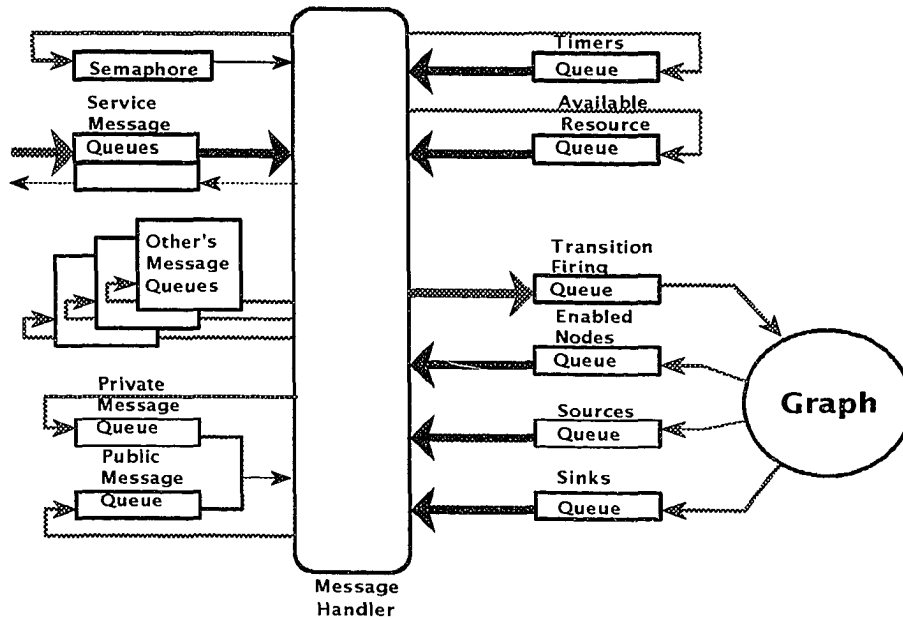 Semaphore
Service
Message
Queues
Other's
Message
Queues
Private
Message
Queue
Public
Message
Queue
Message
Handler
Timers
Queue
Available
Resource
Queue
Transition
Firing
Queue
Enabled
Nodes
Queue
Sources
Queue
Sinks
Queue
Graph